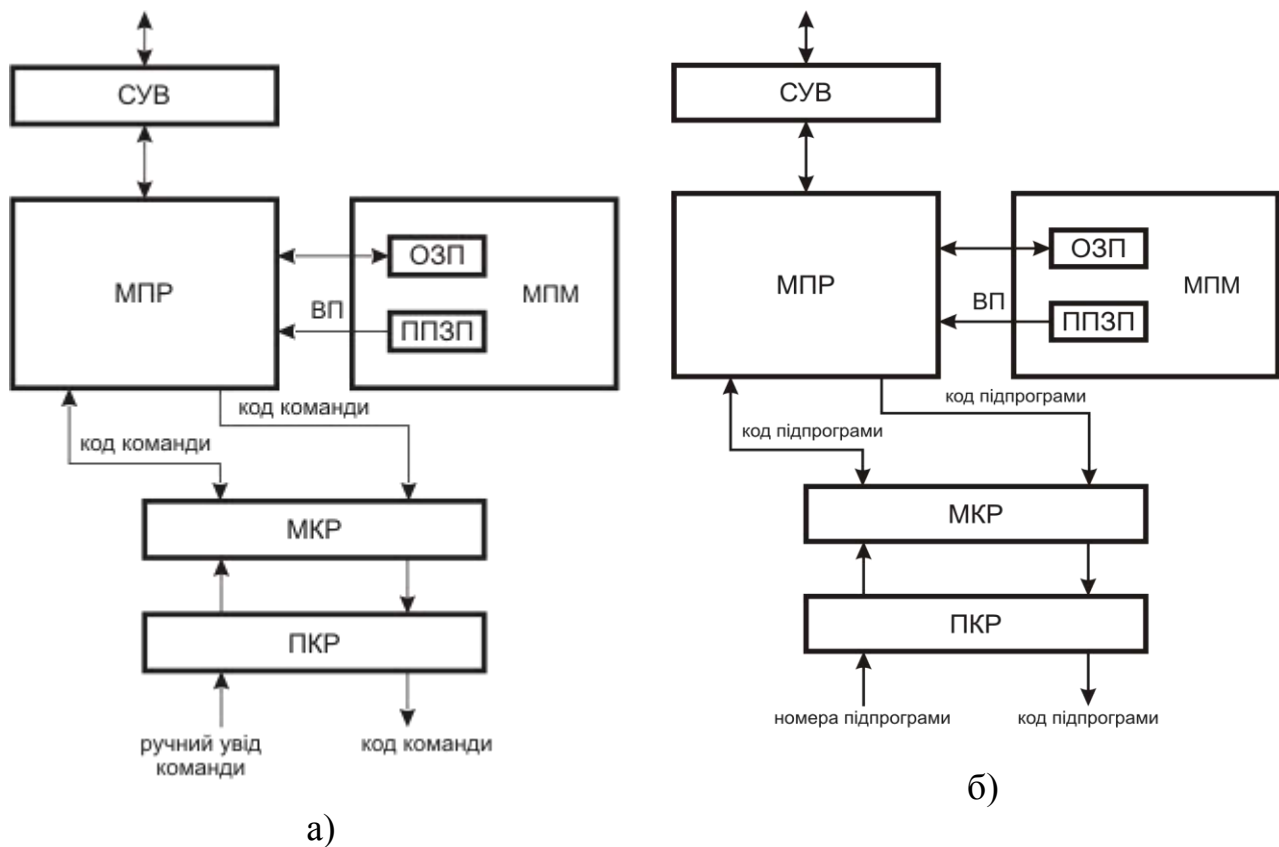 СУВ
МПР
ОЗП
МПМ
ВП
ППЗП
код команди
код команди
МКР
ПКР
ручний увід
команди
код команди
а)
СУВ
МПР
ОЗП
МПМ
ВП
ППЗП
код підпрограми
код підпрограми
МКР
ПКР
номера підпрограми
код підпрограми
б)